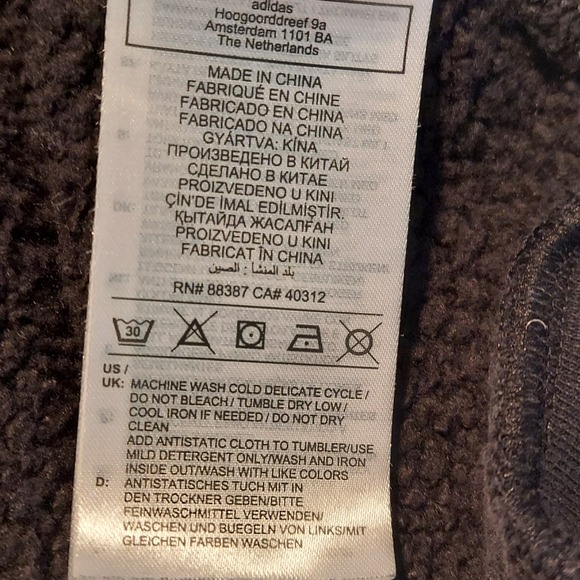 adidas
Hoogoorddreef 9a
Amsterdam 1101 BA
The Netherlands
MADE IN CHINA
FABRIQUÉ EN CHINE
FABRICADO EN CHINA
FABRICADO NA CHINA
GYÁRTVA: KÍNA
ПРОИЗВЕДЕНО В КИТАЙ
СДЕЛАНО В КИТАЕ
PROIZVEDENO U KINI
ÇİN'DE İMAL EDİLMİŞTİR.
ҚЫТАЙДА ЖАСАЛҒАН
PROIZVEDENO U KINI
FABRICAT ÎN CHINA
بلد المنشأ : الصين
RN# 88387 CA# 40312
30
US /
UK: MACHINE WASH COLD DELICATE CYCLE /
DO NOT BLEACH / TUMBLE DRY LOW /
COOL IRON IF NEEDED / DO NOT DRY
CLEAN
ADD ANTISTATIC CLOTH TO TUMBLER/USE
MILD DETERGENT ONLY/WASH AND IRON
INSIDE OUT/WASH WITH LIKE COLORS
D: ANTISTATISCHES TUCH MIT IN
DEN TROCKNER GEBEN/BITTE
FEINWASCHMITTEL VERWENDEN/
WASCHEN UND BUEGELN VON LINKS/MIT
GLEICHEN FARBEN WASCHEN